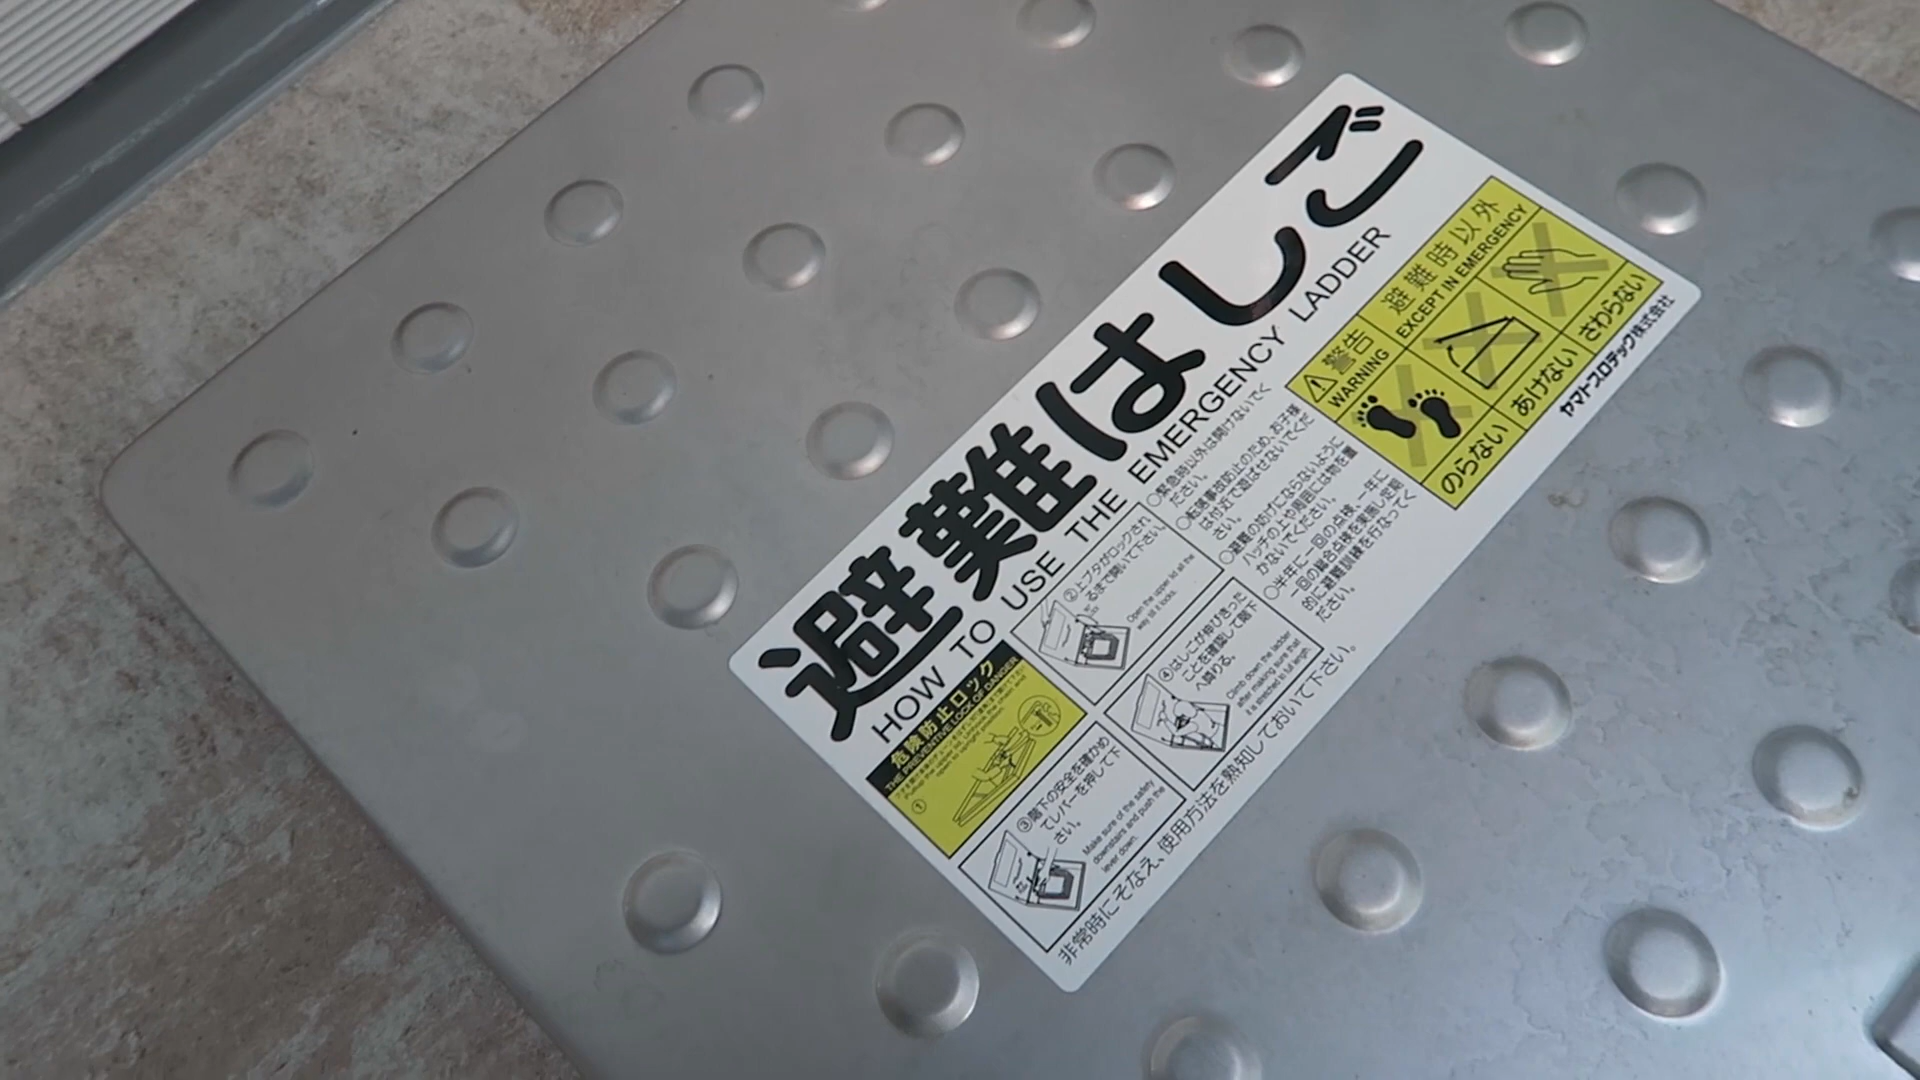 避難はしご
HOW TO USE THE EMERGENCY LADDER
危険防止ロック
THE PREVENTIVE LOCK OF DANGER
①
②上ブタがロックされ
るまで開いて下さい。
Open the upper lid all the
way till it locks.
③階下の安全を確かめ
てレバーを押して下
さい。
Make sure of the safety
downstairs and push the
lever down.
④はしごが伸びきった
ことを確認して階下
へ降りる。
Climb down the ladder
after making sure that
it is stretched to full length.
○緊急時以外は開けないでく
ださい。
○転落事故防止のため、お子様
は付近で遊ばせないでくだ
さい。
○避難の妨げにならないように
ハッチの上や周囲には物を置
かないでください。
○半年に一回の点検、一年に
一回の総合点検を実施し定期
的に避難訓練を行なってく
ださい。
非常時にそなえ、使用方法を熟知しておいて下さい。
警告
WARNING
避難時以外
EXCEPT IN EMERGENCY
のらない
あけない
さわらない
ヤマトプロテック株式会社